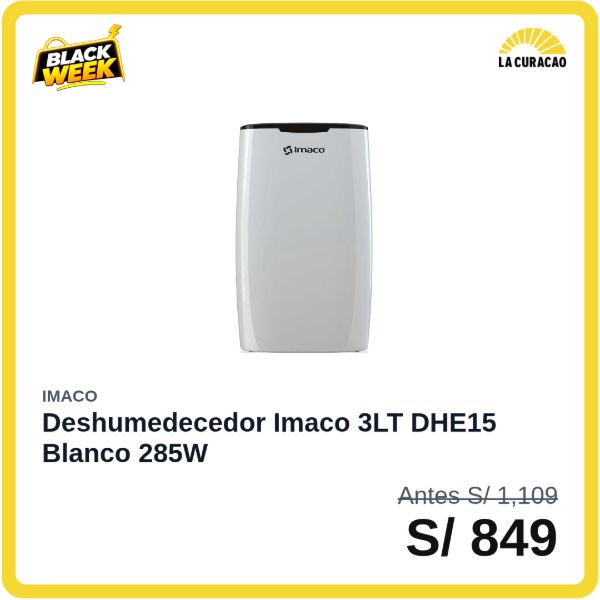 BLACK
WEEK
LA CURACAO
imaco
IMACO
Deshumedecedor Imaco 3LT DHE15
Blanco 285W
Antes S/ 1,109
S/ 849